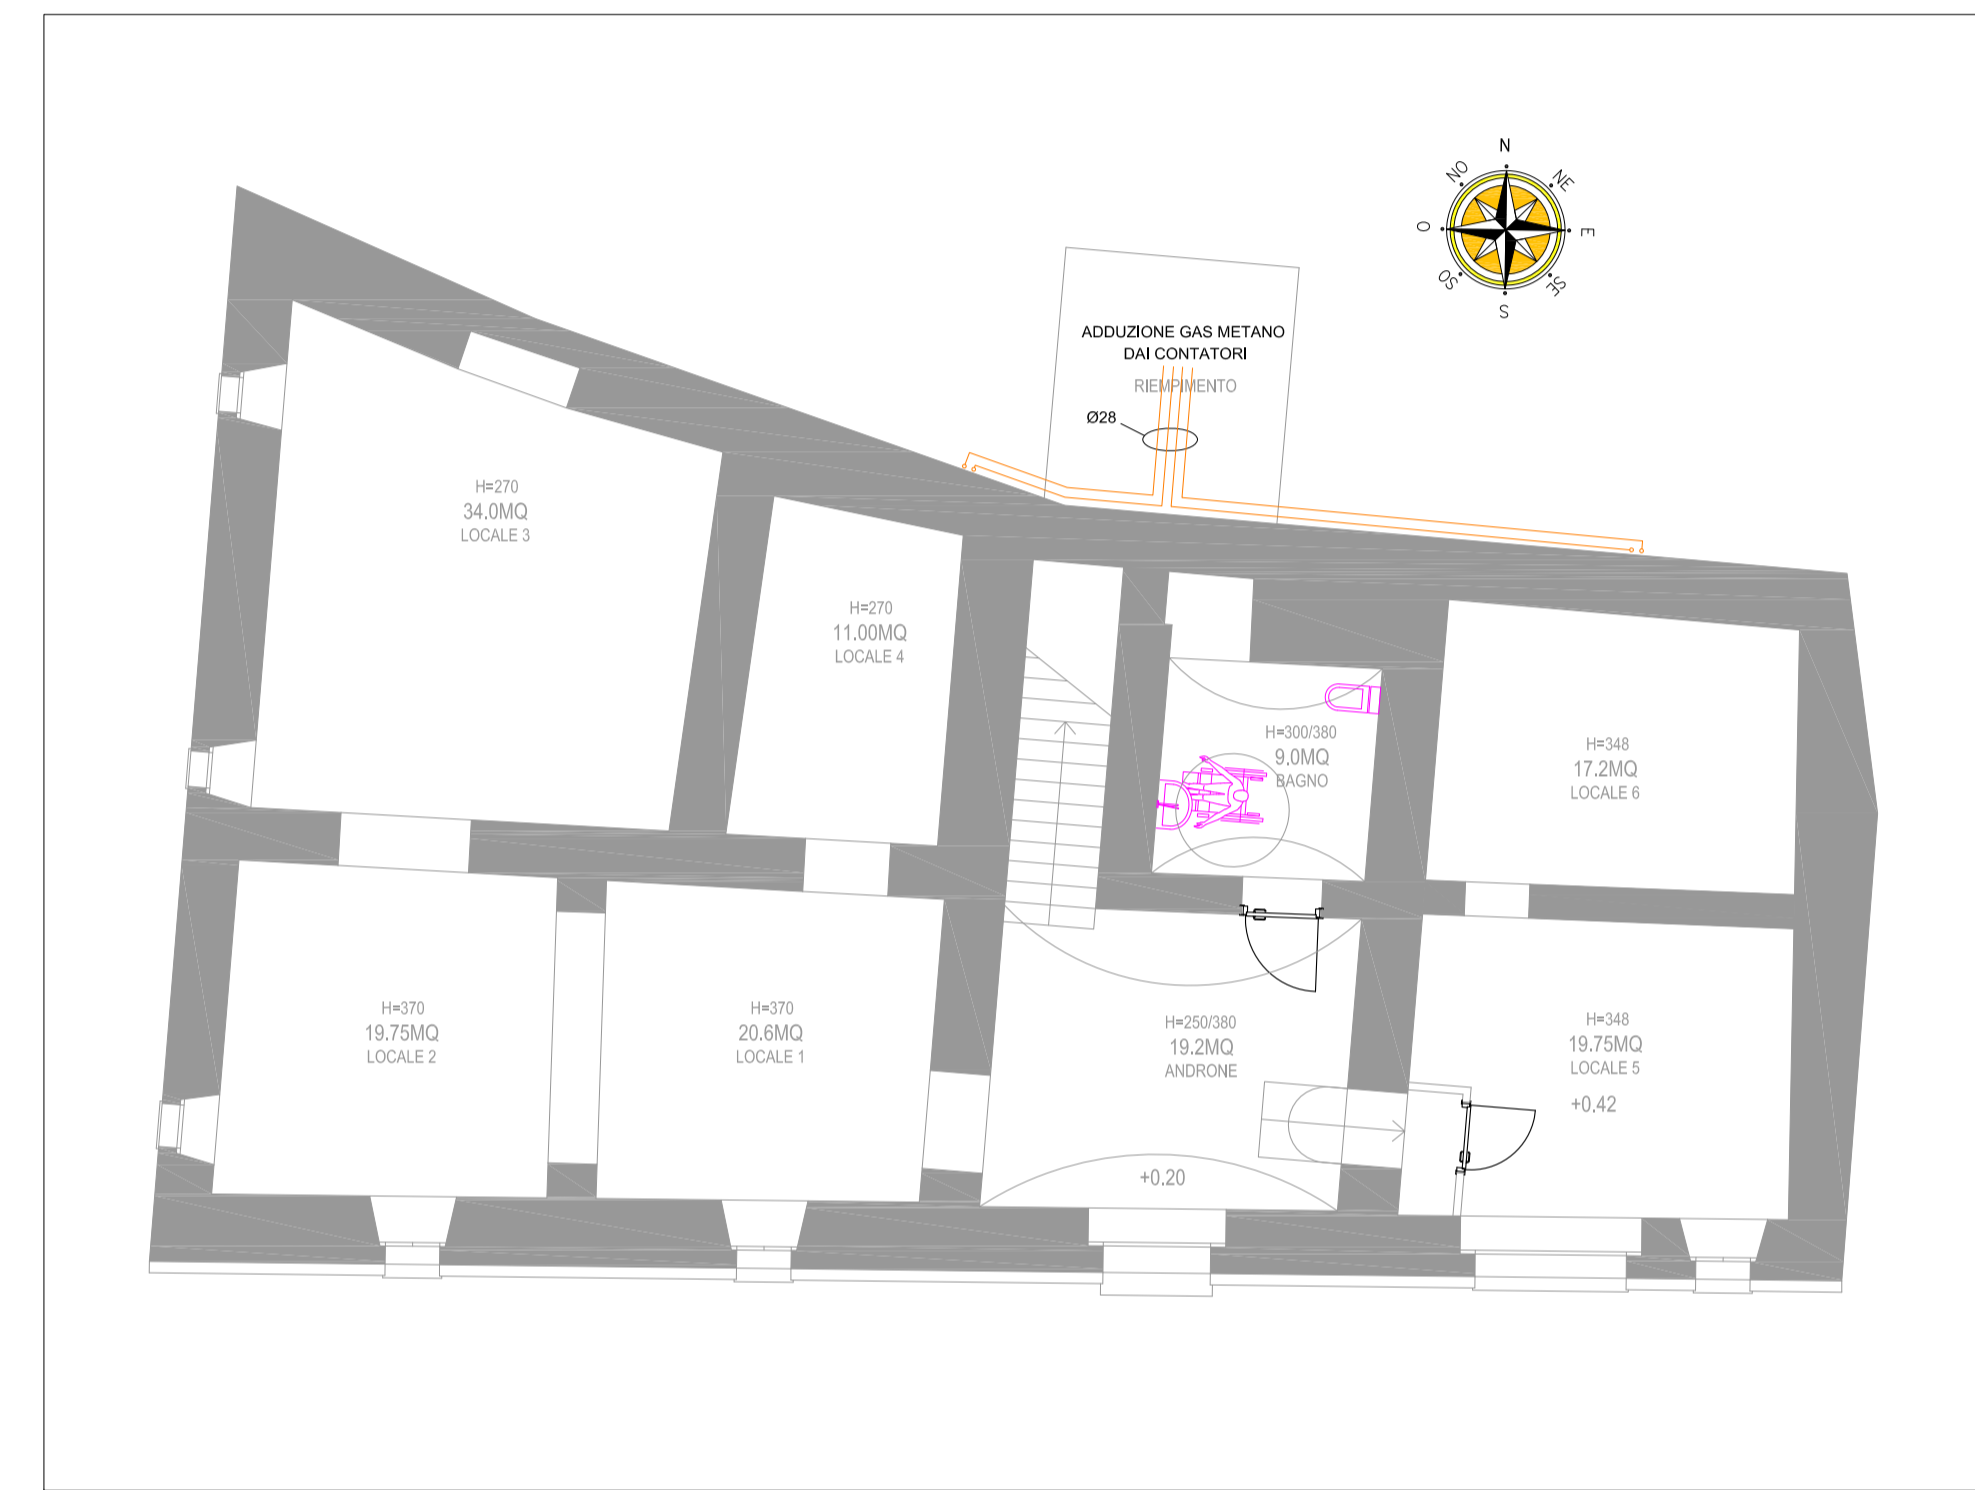 N
NO
NE
O
E
SO
SE
S
ADDUZIONE GAS METANO
DAI CONTATORI
RIEMPIMENTO
Ø28
H=270
34.0MQ
LOCALE 3
H=270
11.00MQ
LOCALE 4
H=300/380
9.0MQ
BAGNO
H=348
17.2MQ
LOCALE 6
H=370
19.75MQ
LOCALE 2
H=370
20.6MQ
LOCALE 1
H=250/380
19.2MQ
ANDRONE
+0.20
H=348
19.75MQ
LOCALE 5
+0.42